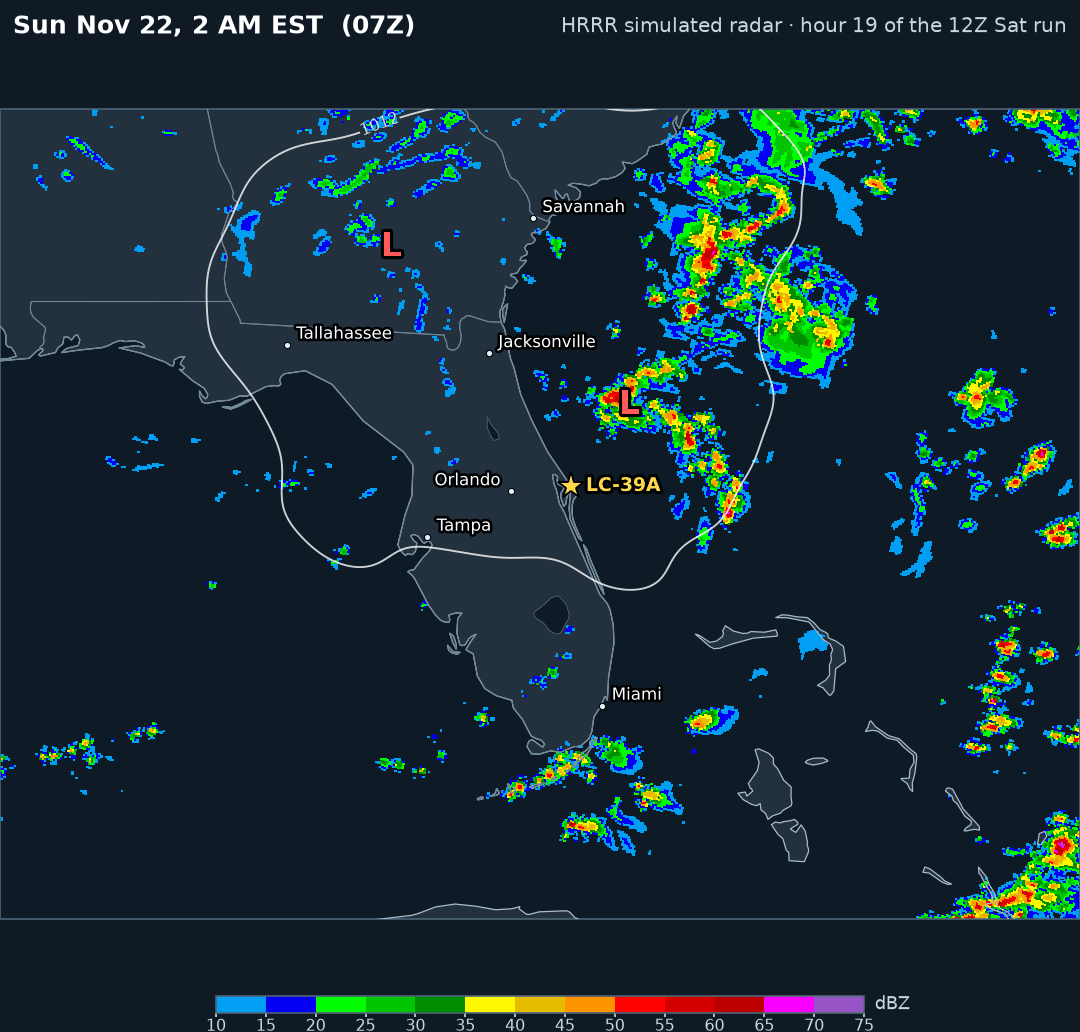 Sun Nov 22, 2 AM EST (07Z)
HRRR simulated radar · hour 19 of the 12Z Sat run
1012
Savannah
L
Tallahassee
Jacksonville
L
Orlando
LC-39A
Tampa
Miami
dBZ
10 15 20 25 30 35 40 45 50 55 60 65 70 75